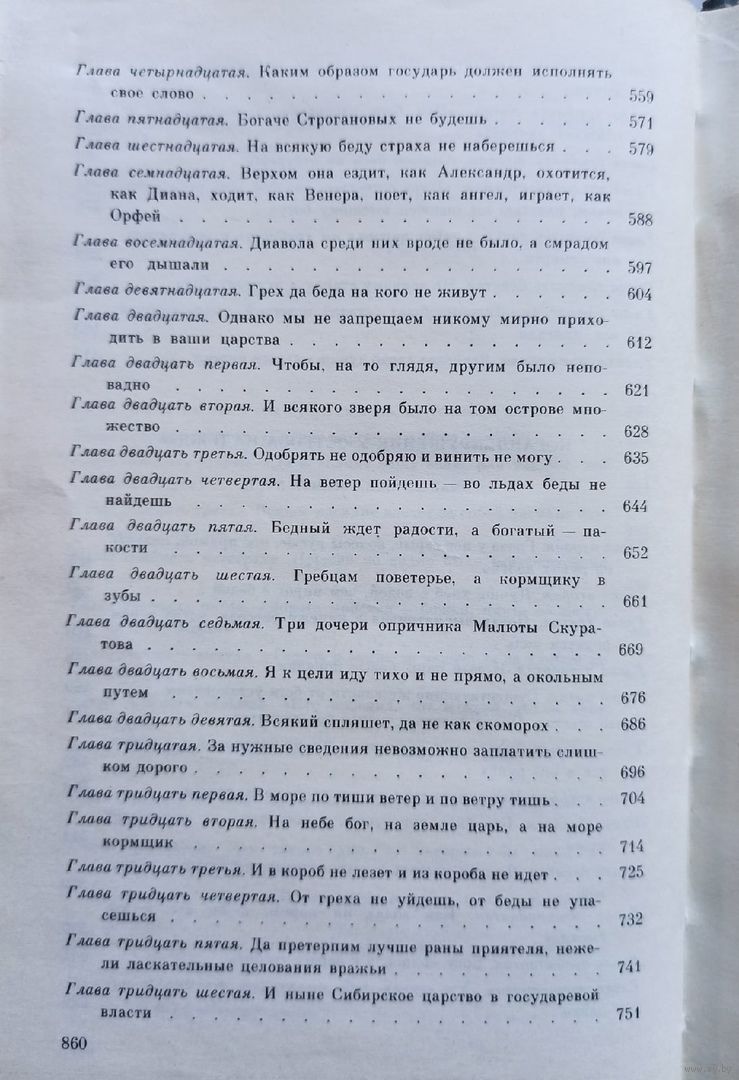 Глава четырнадцатая. Каким образом государь должен исполнять
свое слово . . . . . . . . . . . . . . . . 559
Глава пятнадцатая. Богаче Строгановых не будешь . . . . . . 571
Глава шестнадцатая. На всякую беду страха не наберешься . . . 579
Глава семнадцатая. Верхом она ездит, как Александр, охотится,
как Диана, ходит, как Венера, поет, как ангел, играет, как
Орфей . . . . . . . . . . . . . . . . . 588
Глава восемнадцатая. Диавола среди них вроде не было, а смрадом
его дышали . . . . . . . . . . . . . . . 597
Глава девятнадцатая. Грех да беда на кого не живут . . . . . . 604
Глава двадцатая. Однако мы не запрещаем никому мирно прихо-
дить в ваши царства . . . . . . . . . . . . . 612
Глава двадцать первая. Чтобы, на то глядя, другим было непо-
вадно . . . . . . . . . . . . . . . . . 621
Глава двадцать вторая. И всякого зверя было на том острове мно-
жество . . . . . . . . . . . . . . . . . 628
Глава двадцать третья. Одобрять не одобряю и винить не могу . . . 635
Глава двадцать четвертая. На ветер пойдешь — во льдах беды не
найдешь . . . . . . . . . . . . . . . . 644
Глава двадцать пятая. Бедный ждет радости, а богатый — па-
кости . . . . . . . . . . . . . . . . . 652
Глава двадцать шестая. Гребцам поветерье, а кормщику в
зубы . . . . . . . . . . . . . . . . . . 661
Глава двадцать седьмая. Три дочери опричника Малюты Скура-
това . . . . . . . . . . . . . . . . . . 669
Глава двадцать восьмая. Я к цели иду тихо и не прямо, а окольным
путем . . . . . . . . . . . . . . . . . 676
Глава двадцать девятая. Всякий спляшет, да не как скоморох . . . 686
Глава тридцатая. За нужные сведения невозможно заплатить слиш-
ком дорого . . . . . . . . . . . . . . . . 696
Глава тридцать первая. В море по тиши ветер и по ветру тишь . . . 704
Глава тридцать вторая. На небе бог, на земле царь, а на море
кормщик . . . . . . . . . . . . . . . . 714
Глава тридцать третья. И в короб не лезет и из короба не идет . . . 725
Глава тридцать четвертая. От греха не уйдешь, от беды не упа-
сешься . . . . . . . . . . . . . . . . . 732
Глава тридцать пятая. Да претерпим лучше раны приятеля, неже-
ли ласкательные целования вражьи . . . . . . . . . 741
Глава тридцать шестая. И ныне Сибирское царство в государевой
власти . . . . . . . . . . . . . . . . . 751
860